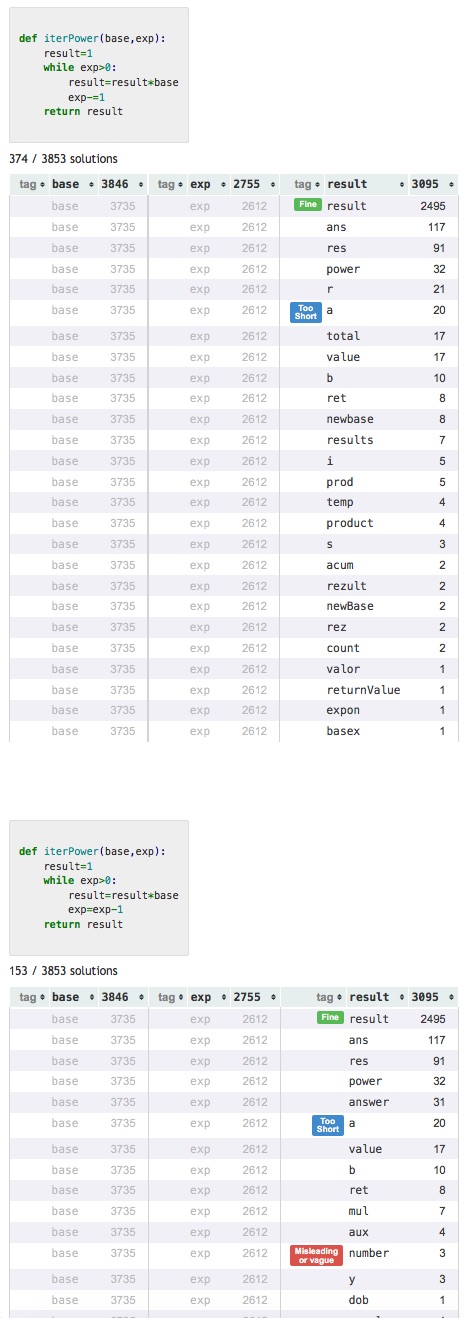 def iterPower(base,exp):
    result=1
    while exp>0:
        result=result*base
        exp-=1
    return result
374 / 3853 solutions
tag base 3846 tag exp 2755 tag result 3095
base 3735 exp 2612 Fine result 2495
base 3735 exp 2612 ans 117
base 3735 exp 2612 res 91
base 3735 exp 2612 power 32
base 3735 exp 2612 r 21
base 3735 exp 2612 Too Short a 20
base 3735 exp 2612 total 17
base 3735 exp 2612 value 17
base 3735 exp 2612 b 10
base 3735 exp 2612 ret 8
base 3735 exp 2612 newbase 8
base 3735 exp 2612 results 7
base 3735 exp 2612 i 5
base 3735 exp 2612 prod 5
base 3735 exp 2612 temp 4
base 3735 exp 2612 product 4
base 3735 exp 2612 s 3
base 3735 exp 2612 acum 2
base 3735 exp 2612 rezult 2
base 3735 exp 2612 newBase 2
base 3735 exp 2612 rez 2
base 3735 exp 2612 count 2
base 3735 exp 2612 valor 1
base 3735 exp 2612 returnValue 1
base 3735 exp 2612 expon 1
base 3735 exp 2612 basex 1
def iterPower(base,exp):
    result=1
    while exp>0:
        result=result*base
        exp=exp-1
    return result
153 / 3853 solutions
tag base 3846 tag exp 2755 tag result 3095
base 3735 exp 2612 Fine result 2495
base 3735 exp 2612 ans 117
base 3735 exp 2612 res 91
base 3735 exp 2612 power 32
base 3735 exp 2612 answer 31
base 3735 exp 2612 Too Short a 20
base 3735 exp 2612 value 17
base 3735 exp 2612 b 10
base 3735 exp 2612 ret 8
base 3735 exp 2612 mul 7
base 3735 exp 2612 aux 4
base 3735 exp 2612 Misleading or vague number 3
base 3735 exp 2612 y 3
base 3735 exp 2612 dob 1